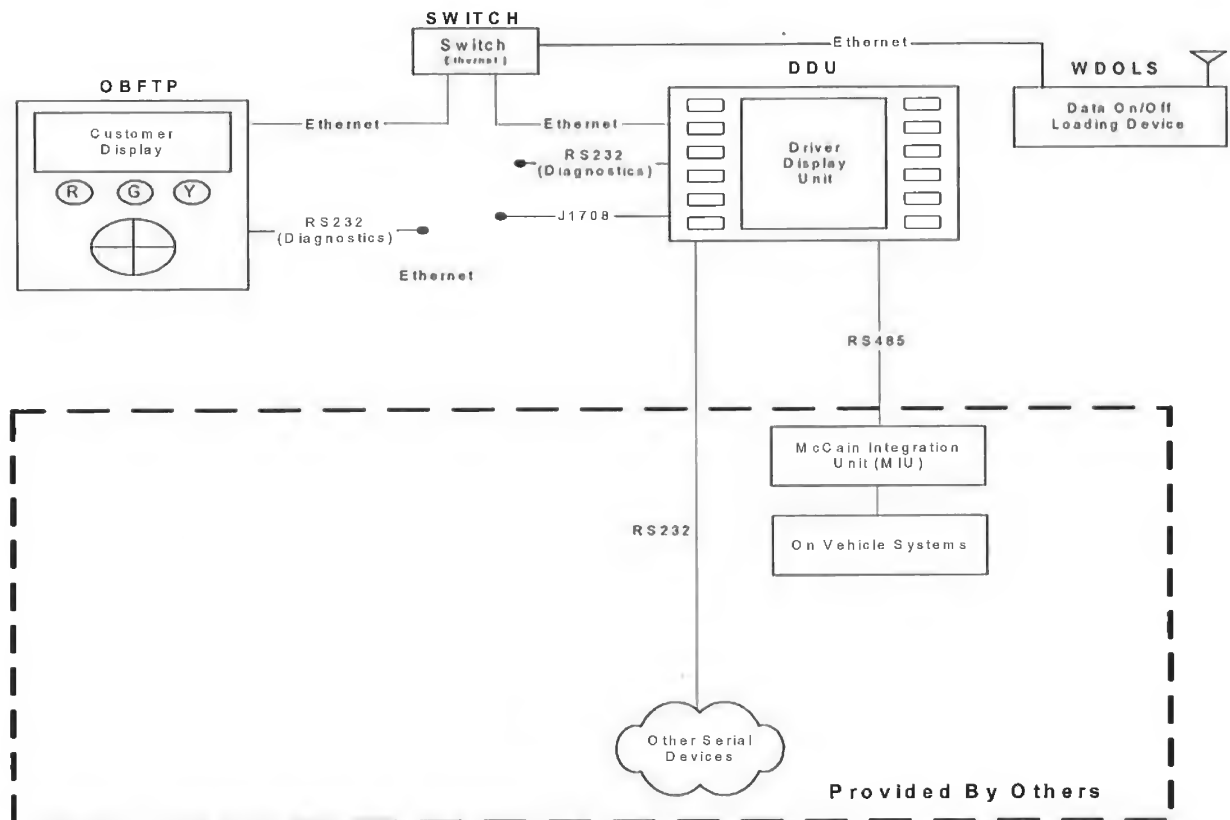 SWITCH
Switch
(Ethernet)
Ethernet
OBFTP
DDU
WDOLS
Customer
Display
Ethernet
Ethernet
Data On/Off
Loading Device
R G Y
RS232
(Diagnostics)
Driver
Display
Unit
J1708
RS232
(Diagnostics)
Ethernet
RS485
McCain Integration
Unit (MIU)
RS232
On Vehicle Systems
Other Serial
Devices
Provided By Others